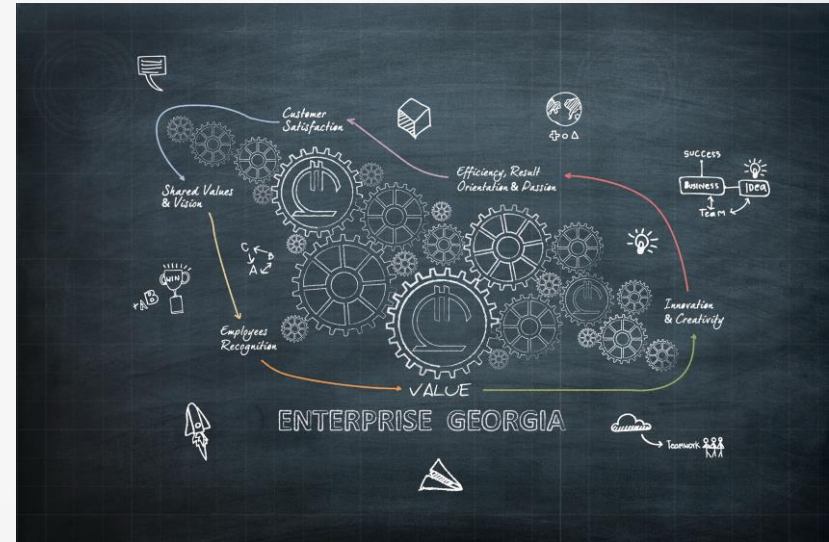 Customer
Satisfaction
Efficiency, Result
Orientation & Passion
SUCCESS
BUSINESS
IDEA
TEAM
Shared Values
& Vision
C
B
A
WIN
+AB
Innovation
& Creativity
Employees
Recognition
VALUE
ENTERPRISE GEORGIA
Teamwork